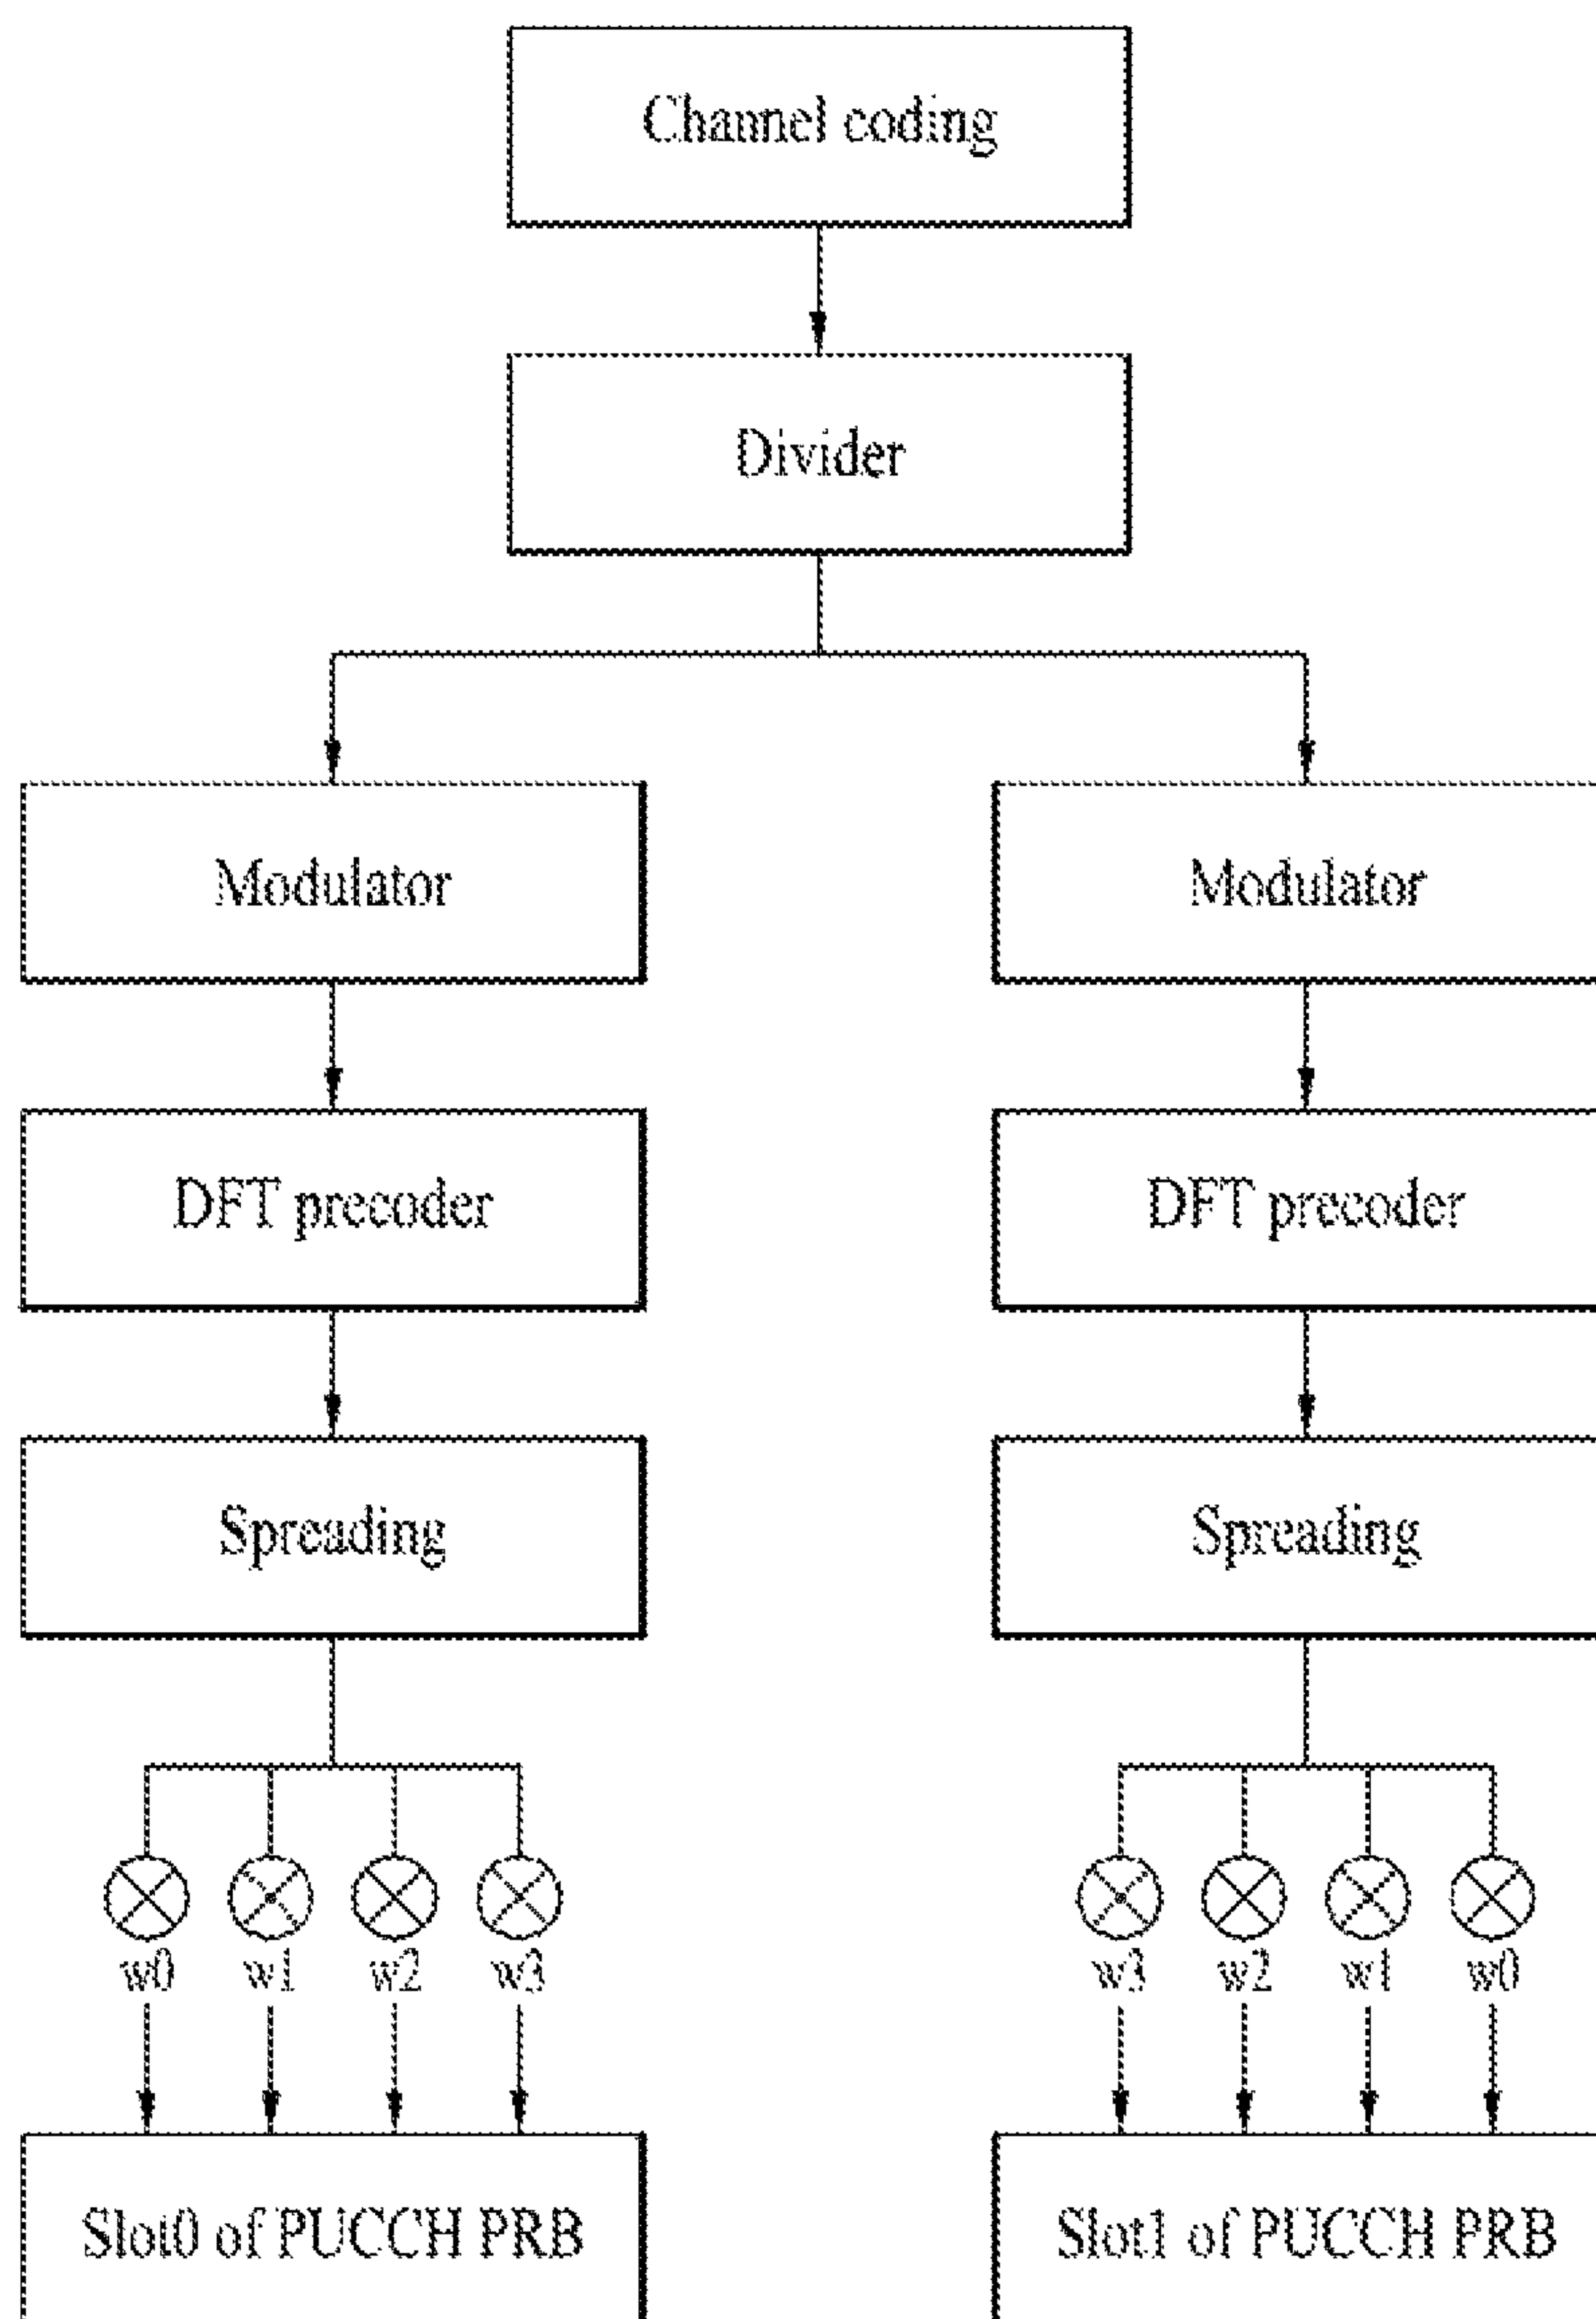 Channel coding
Divider
Modulator
Modulator
DFT precoder
DFT precoder
Spreading
Spreading
w0 w1 w2 w3
w3 w2 w1 w0
Slot0 of PUCCH PRB
Slot1 of PUCCH PRB